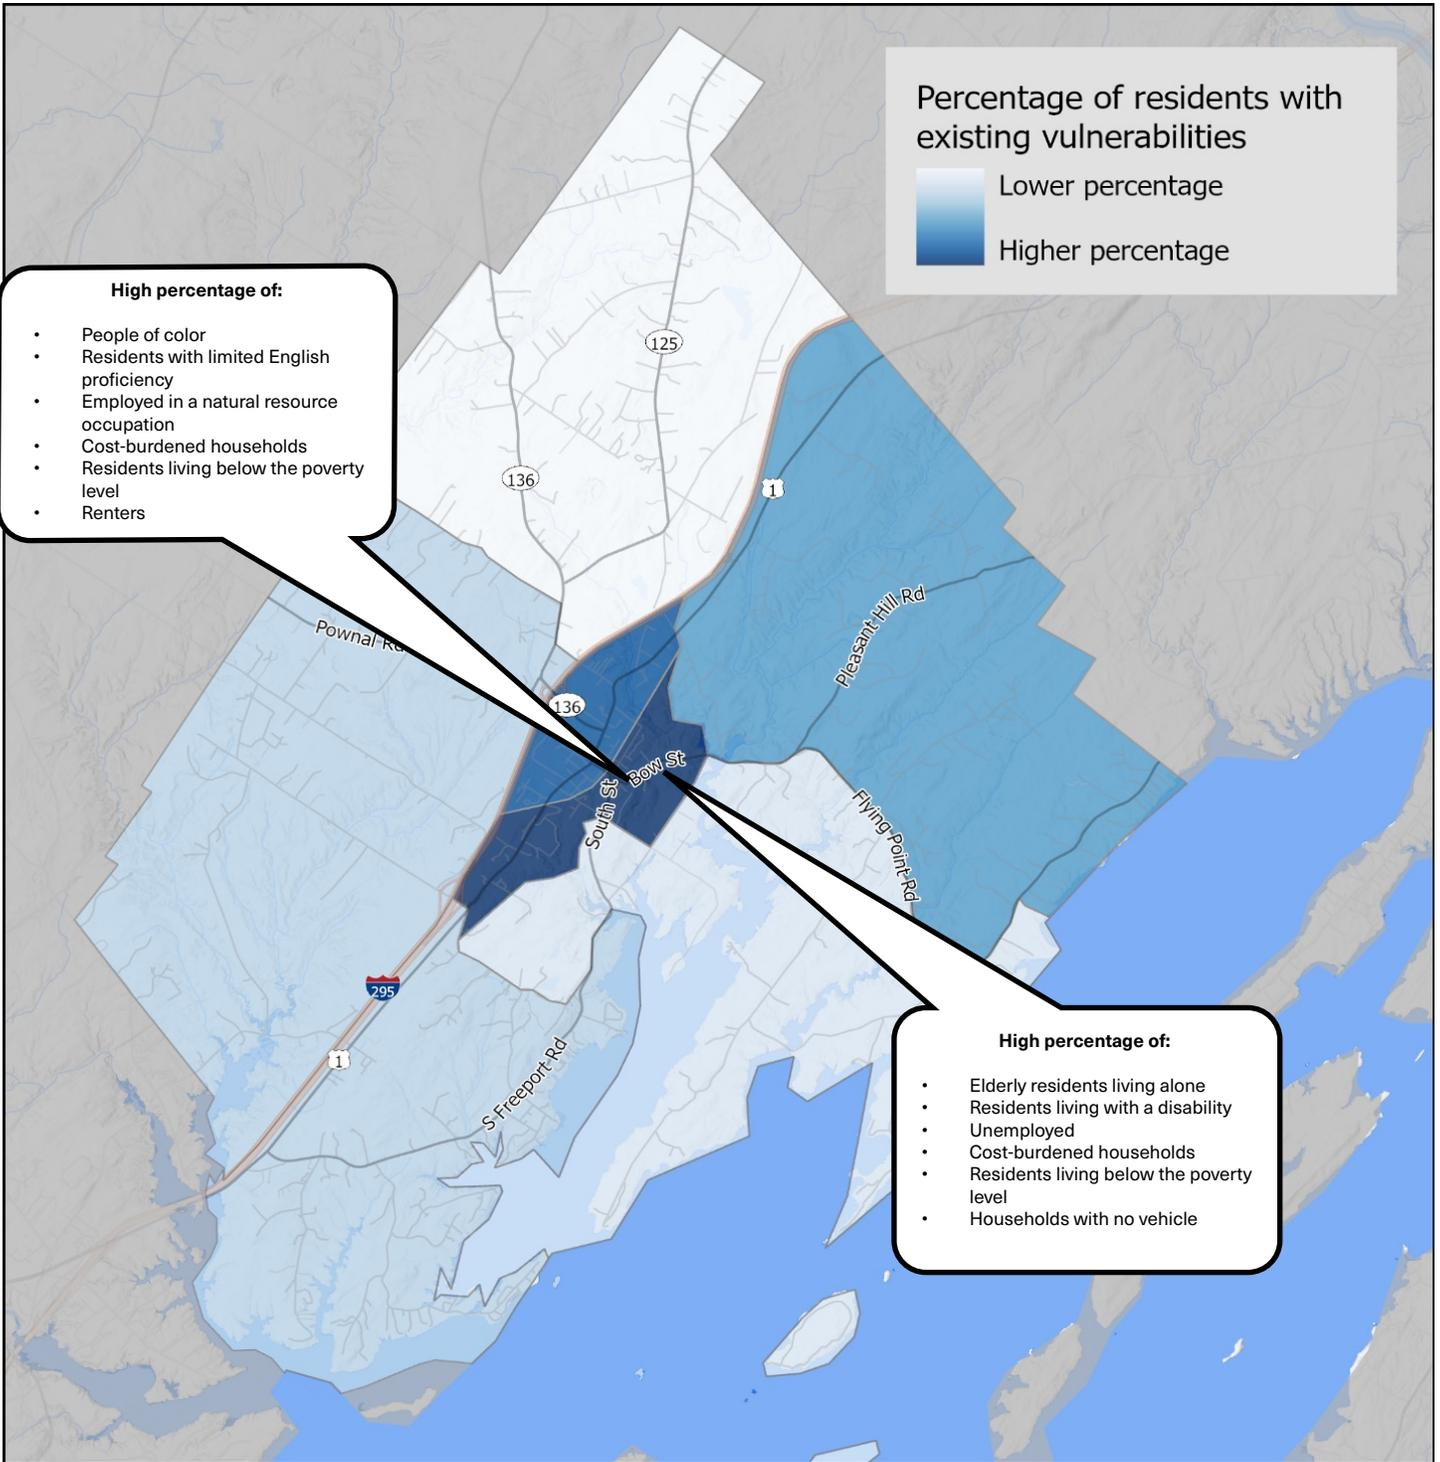 Percentage of residents with
existing vulnerabilities
Lower percentage
Higher percentage
High percentage of:
• People of color
• Residents with limited English
proficiency
• Employed in a natural resource
occupation
• Cost-burdened households
• Residents living below the poverty
level
• Renters
125
136
1
Pleasant Hill Rd
Pownal Rd
136
Bow St
South St
Flying Point Rd
295
1
S Freeport Rd
High percentage of:
• Elderly residents living alone
• Residents living with a disability
• Unemployed
• Cost-burdened households
• Residents living below the poverty
level
• Households with no vehicle